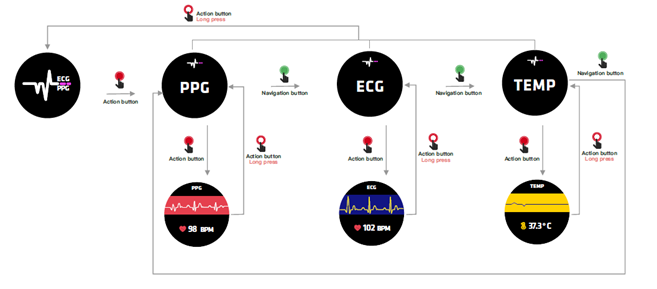 Action button
Long press
ECG
PPG
Action button
PPG
Navigation button
ECG
Navigation button
TEMP
Navigation button
Action button
Action button
Long press
Action button
Action button
Long press
Action button
Action button
Long press
PPG
98 BPM
ECG
102 BPM
TEMP
37.3° C